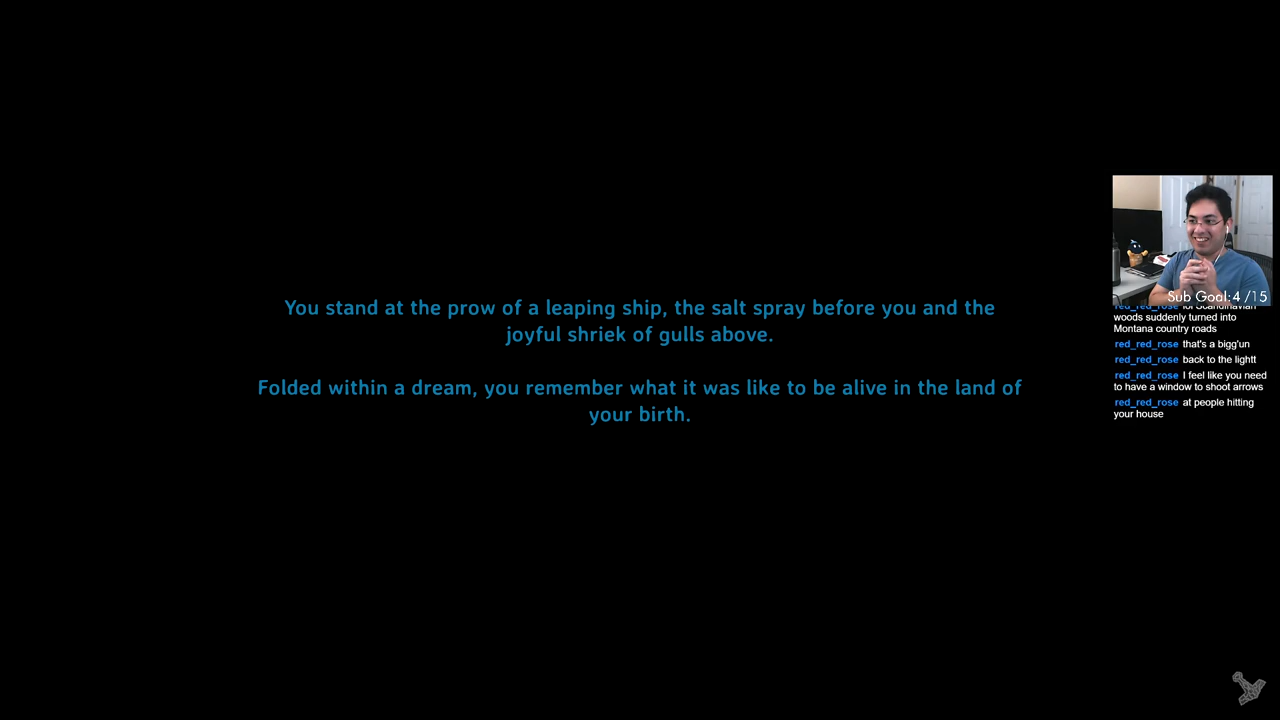 You stand at the prow of a leaping ship, the salt spray before you and the
joyful shriek of gulls above.
Folded within a dream, you remember what it was like to be alive in the land of
your birth.
Sub Goal:4 /15
red_red_rose lol Scandinavian
woods suddenly turned into
Montana country roads
red_red_rose that's a bigg'un
red_red_rose back to the lightt
red_red_rose I feel like you need
to have a window to shoot arrows
red_red_rose at people hitting
your house